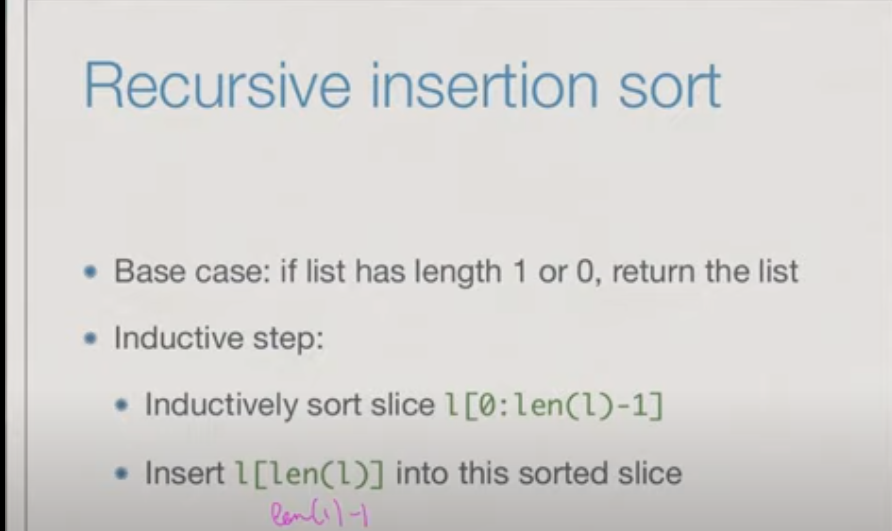 Recursive insertion sort
• Base case: if list has length 1 or 0, return the list
• Inductive step:
• Inductively sort slice l[0:len(l)-1]
• Insert l[len(l)] into this sorted slice
len(l)-1